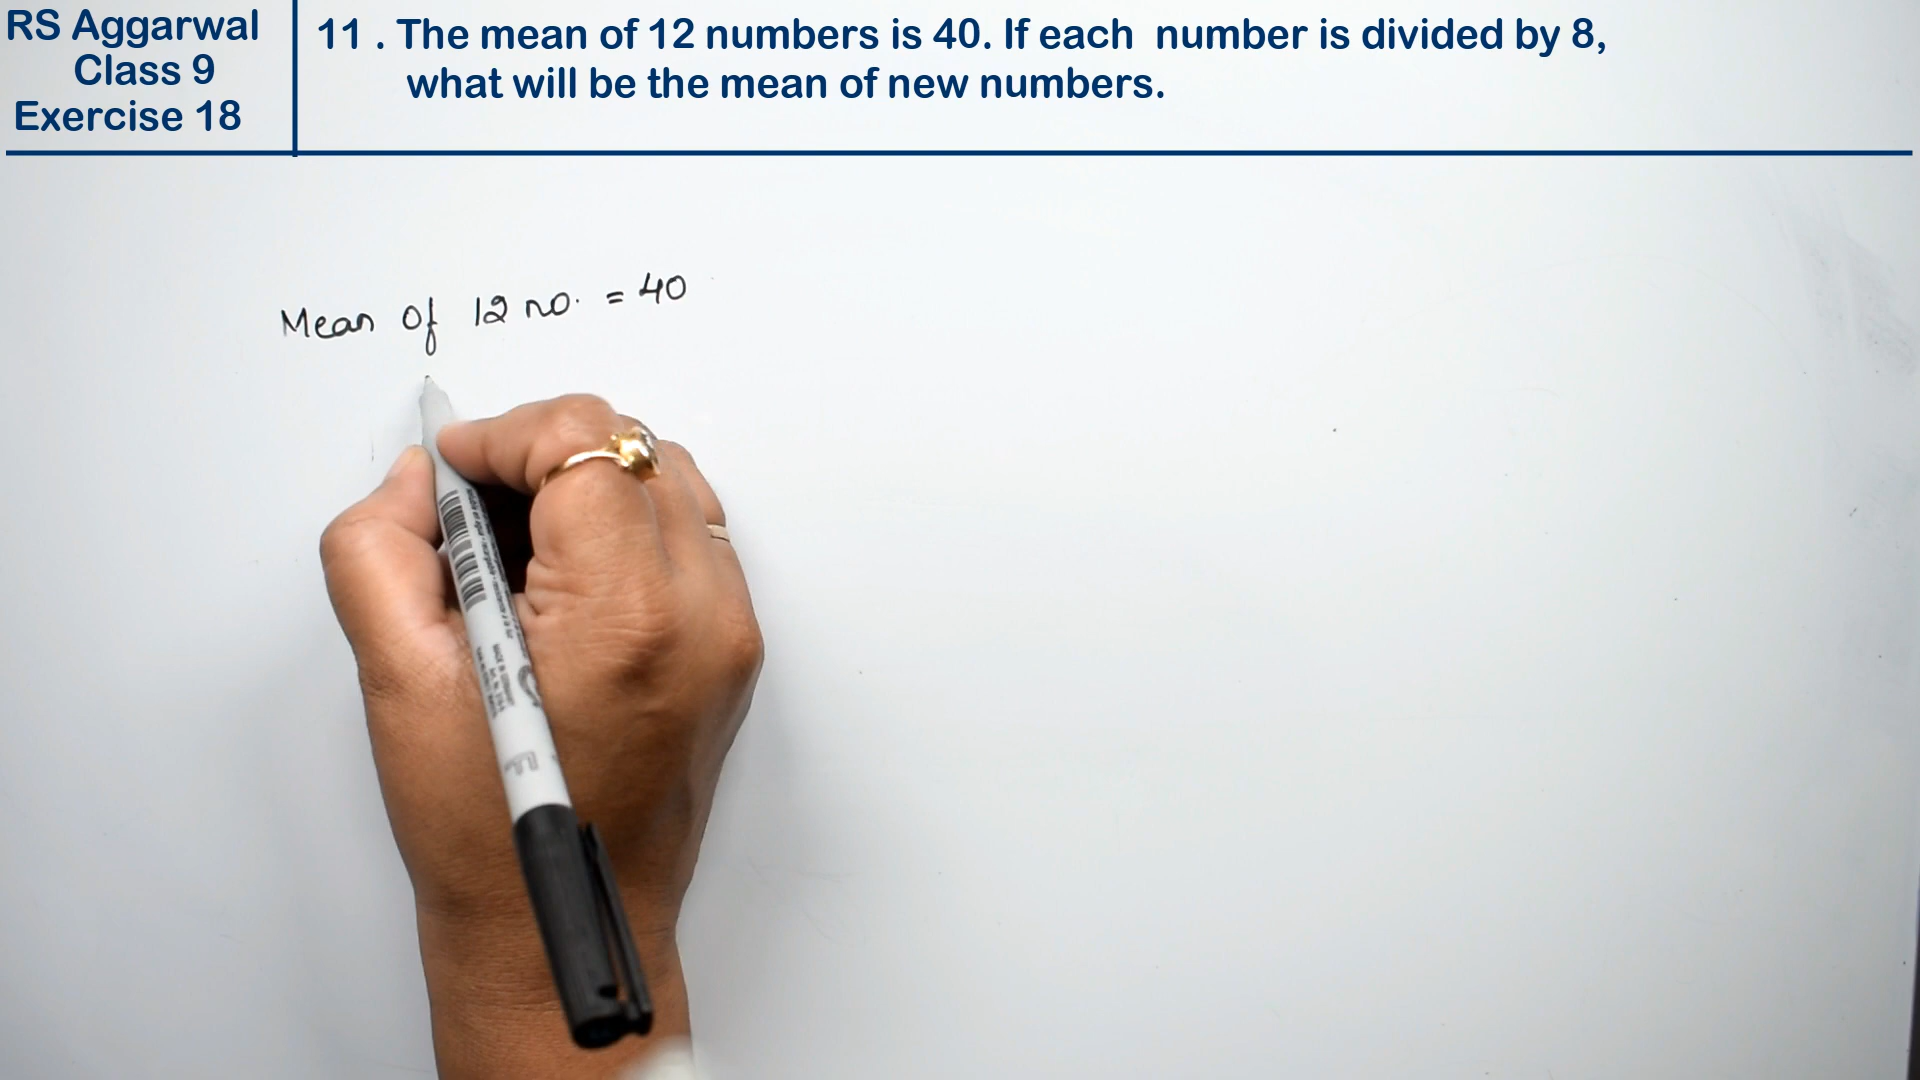 RS Aggarwal
Class 9
Exercise 18
11 . The mean of 12 numbers is 40. If each number is divided by 8,
what will be the mean of new numbers.
Mean of 12 no. = 40